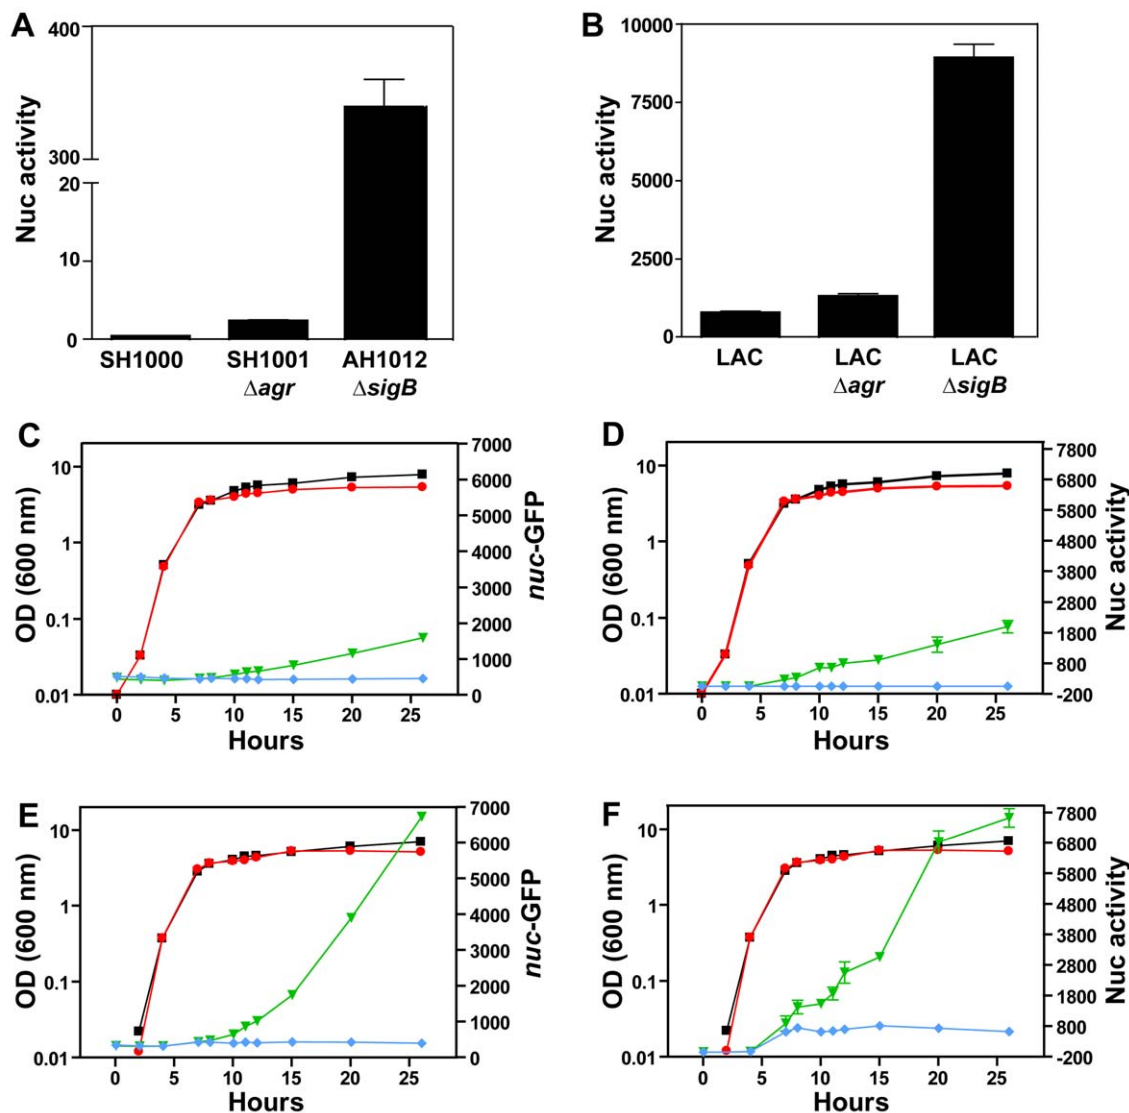 A
Nuc activity
400
300
20
10
0
SH1000
SH1001
Δagr
AH1012
ΔsigB
B
Nuc activity
10000
7500
5000
2500
0
LAC
LAC
Δagr
LAC
ΔsigB
C
OD (600 nm)
10
1
0.1
0.01
7000
6000
5000
4000
3000
2000
1000
0
nuc-GFP
0 5 10 15 20 25
Hours
D
OD (600 nm)
10
1
0.1
0.01
7800
6800
5800
4800
3800
2800
1800
800
-200
Nuc activity
0 5 10 15 20 25
Hours
E
OD (600 nm)
10
1
0.1
0.01
7000
6000
5000
4000
3000
2000
1000
0
nuc-GFP
0 5 10 15 20 25
Hours
F
OD (600 nm)
10
1
0.1
0.01
7800
6800
5800
4800
3800
2800
1800
800
-200
Nuc activity
0 5 10 15 20 25
Hours